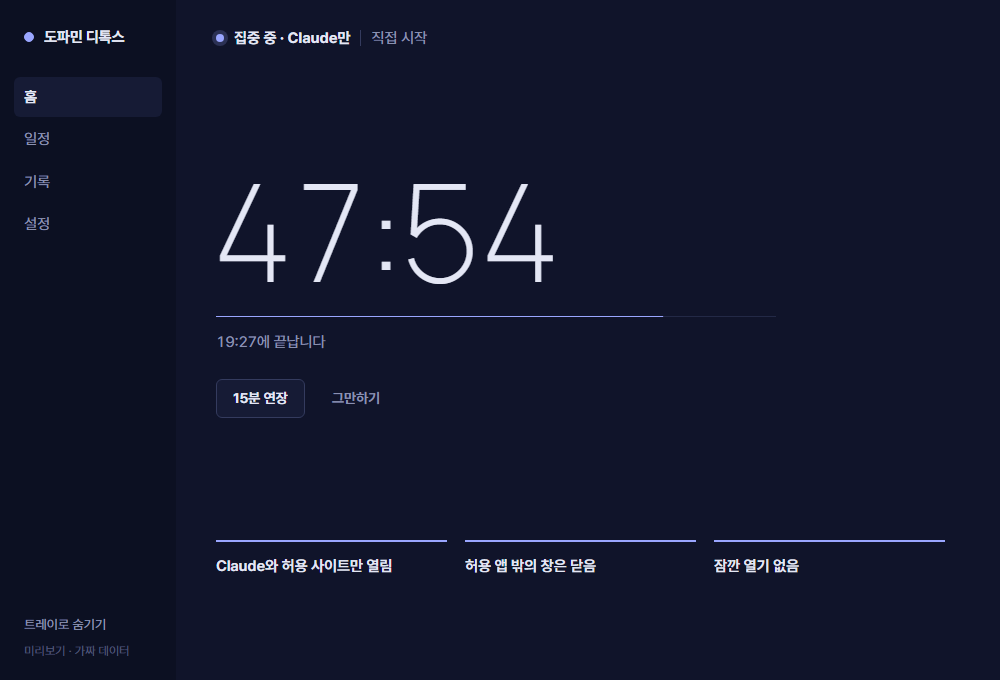 도파민 디톡스
홈
일정
기록
설정
트레이로 숨기기
미리보기 · 가짜 데이터
집중 중 · Claude만
직접 시작
47:54
19:27에 끝납니다
15분 연장
그만하기
Claude와 허용 사이트만 열림
허용 앱 밖의 창은 닫음
잠깐 열기 없음